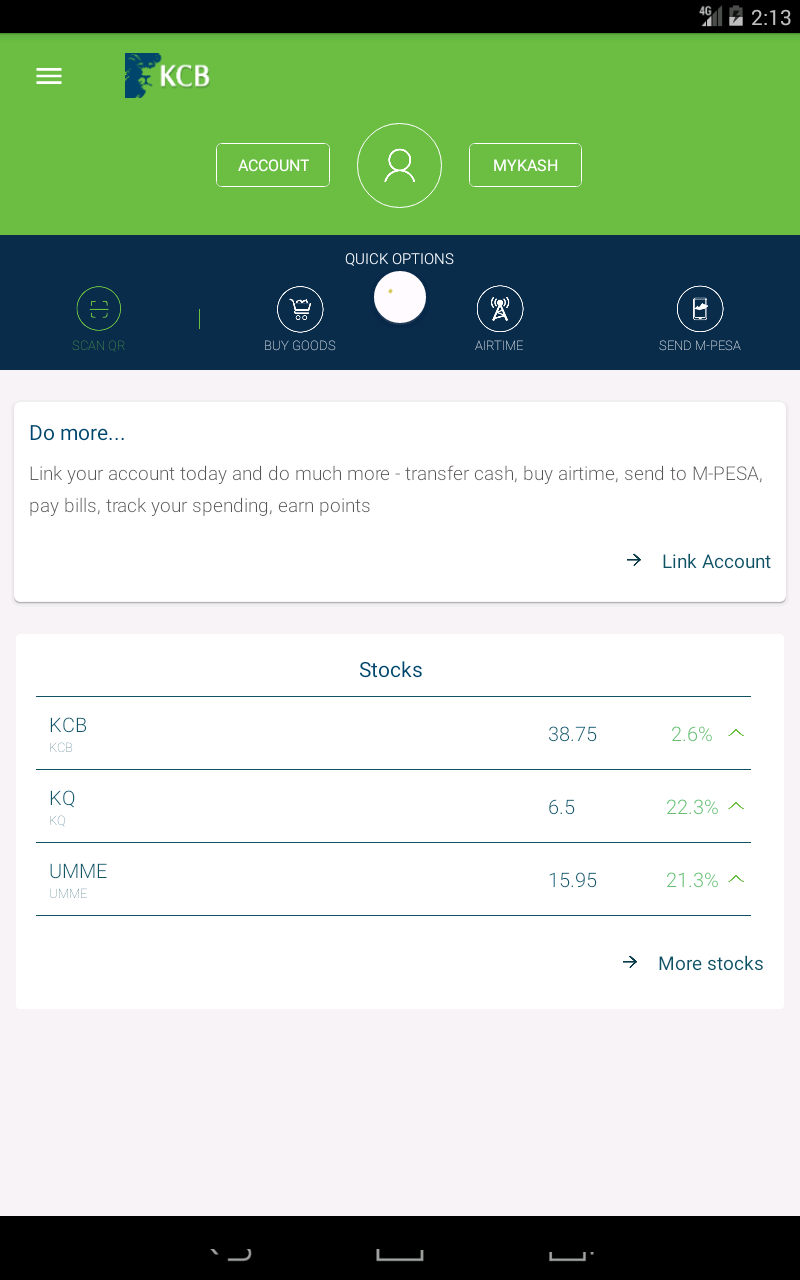 4G 2:13
KCB
ACCOUNT
MYKASH
QUICK OPTIONS
SCAN QR
BUY GOODS
AIRTIME
SEND M-PESA
Do more...
Link your account today and do much more - transfer cash, buy airtime, send to M-PESA,
pay bills, track your spending, earn points
Link Account
Stocks
KCB 38.75 2.6%
KCB
KQ 6.5 22.3%
KQ
UMME 15.95 21.3%
UMME
More stocks